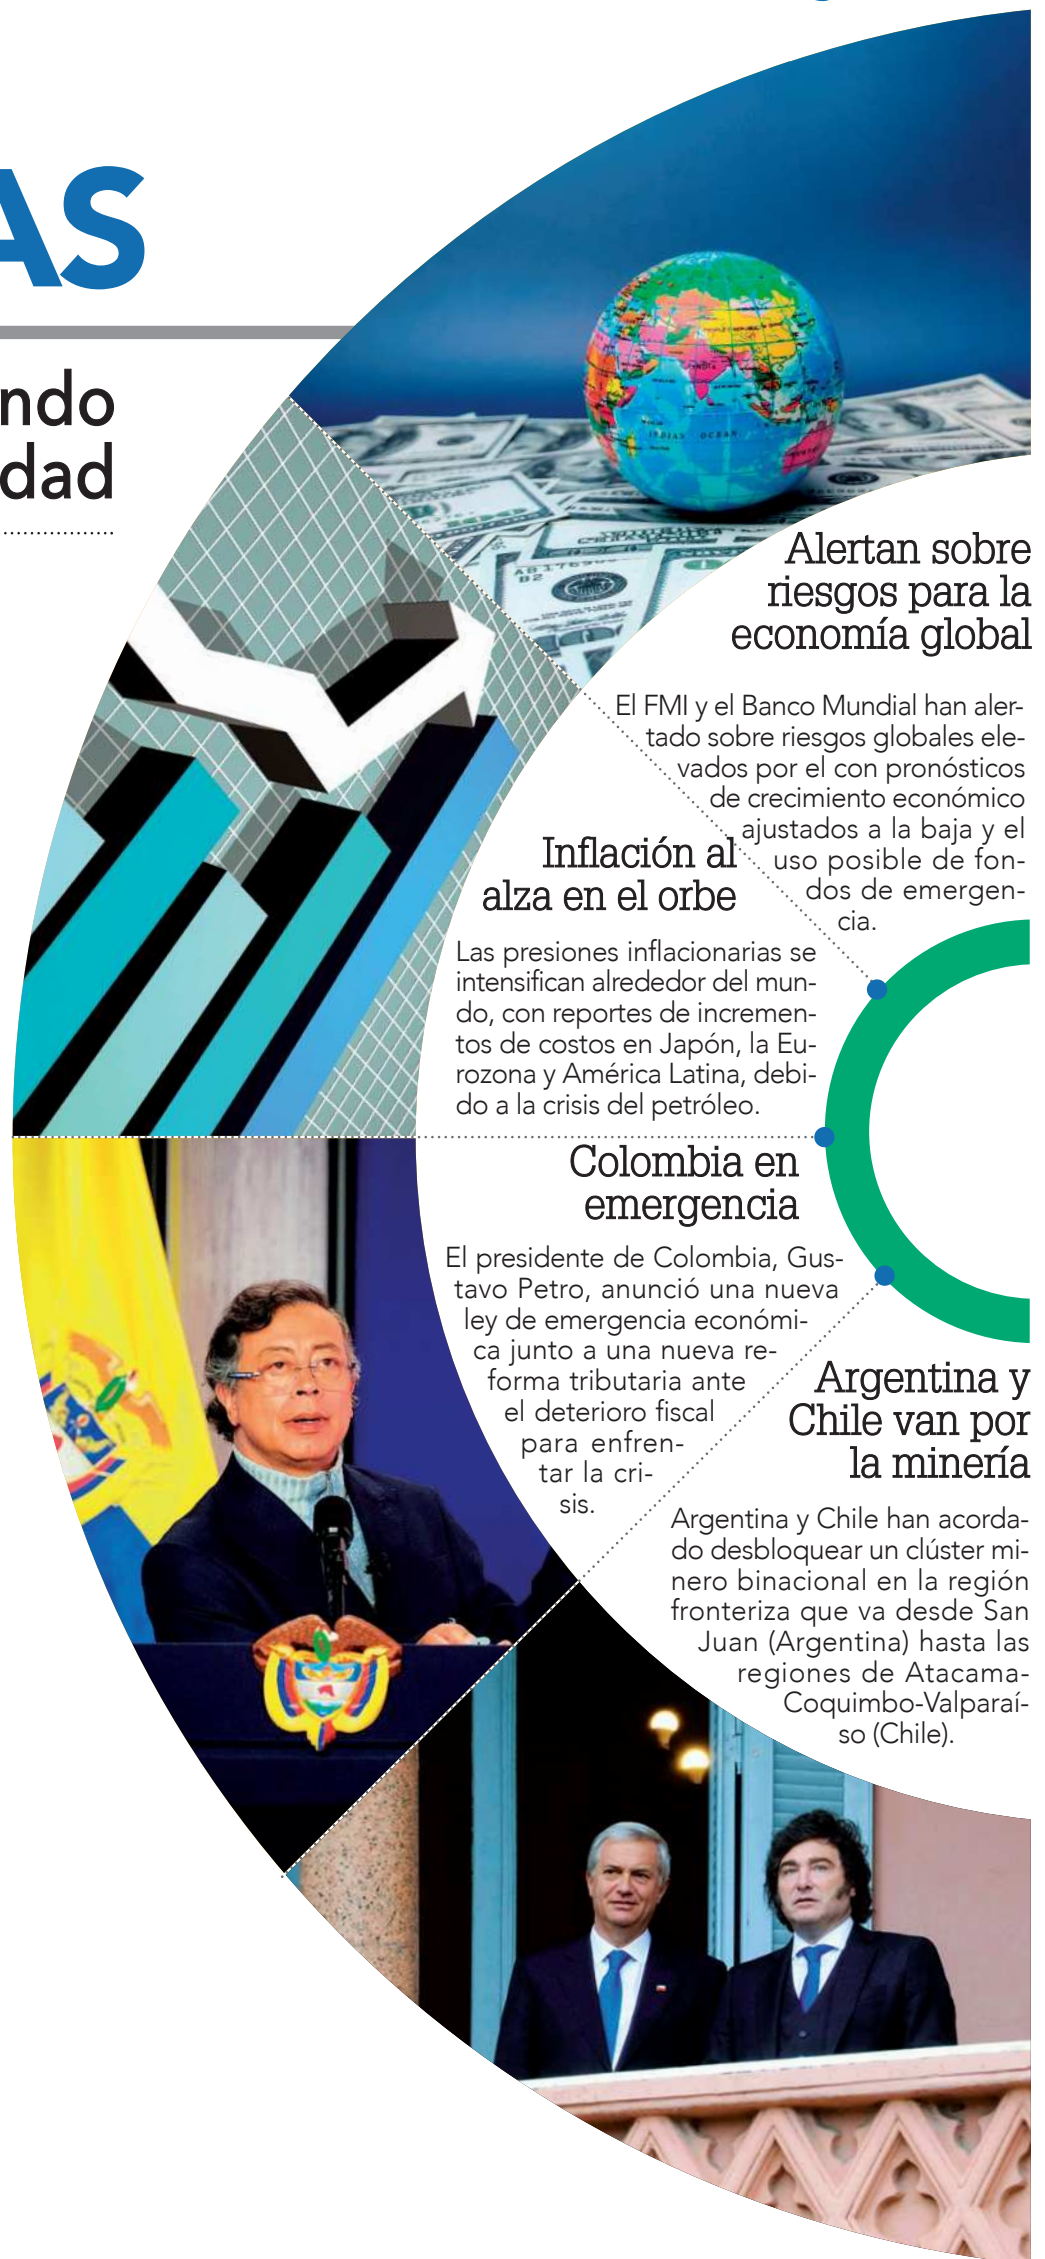 AS
ndo
dad
Alertan sobre
riesgos para la
economía global
El FMI y el Banco Mundial han aler-
tado sobre riesgos globales ele-
vados por el con pronósticos
de crecimiento económico
ajustados a la baja y el
uso posible de fon-
dos de emergen-
cia.
Inflación al
alza en el orbe
Las presiones inflacionarias se
intensifican alrededor del mun-
do, con reportes de incremen-
tos de costos en Japón, la Eu-
rozona y América Latina, debi-
do a la crisis del petróleo.
Colombia en
emergencia
El presidente de Colombia, Gus-
tavo Petro, anunció una nueva
ley de emergencia económi-
ca junto a una nueva re-
forma tributaria ante
el deterioro fiscal
para enfren-
tar la cri-
sis.
Argentina y
Chile van por
la minería
Argentina y Chile han acorda-
do desbloquear un clúster mi-
nero binacional en la región
fronteriza que va desde San
Juan (Argentina) hasta las
regiones de Atacama-
Coquimbo-Valparaí-
so (Chile).
INDIAN OCEAN
INDIA
B2